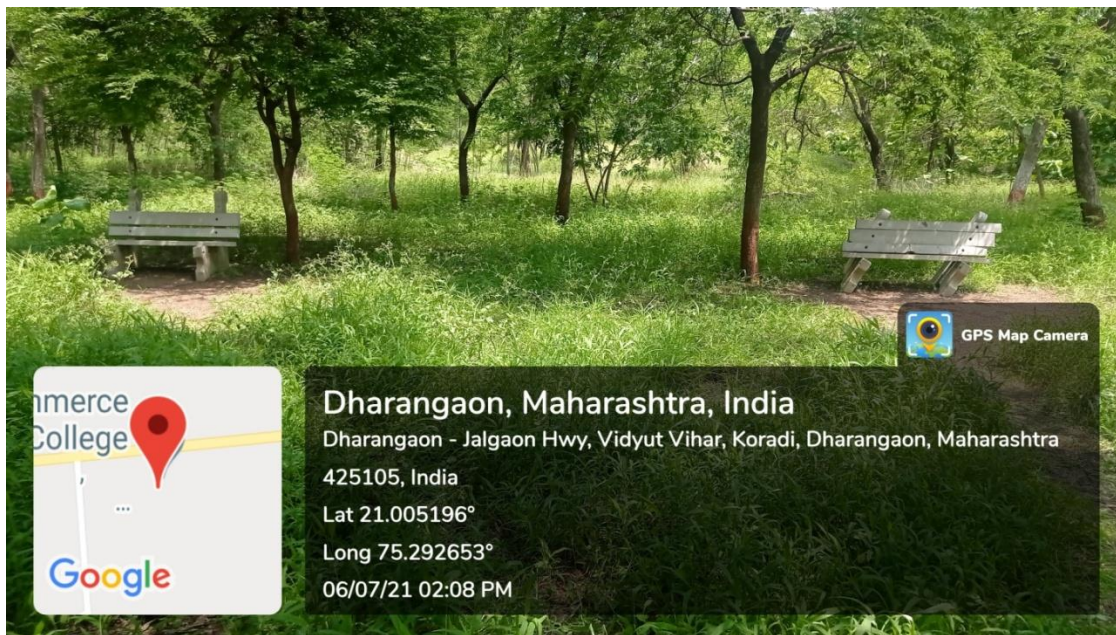 GPS Map Camera
nmerce
College
Google
Dharangaon, Maharashtra, India
Dharangaon - Jalgaon Hwy, Vidyut Vihar, Koradi, Dharangaon, Maharashtra
425105, India
Lat 21.005196°
Long 75.292653°
06/07/21 02:08 PM